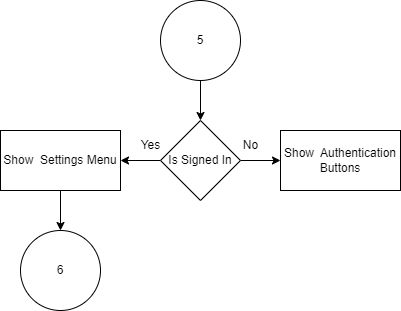 5
Yes
No
Show  Settings Menu
Is Signed In
Show  Authentication
Buttons
6